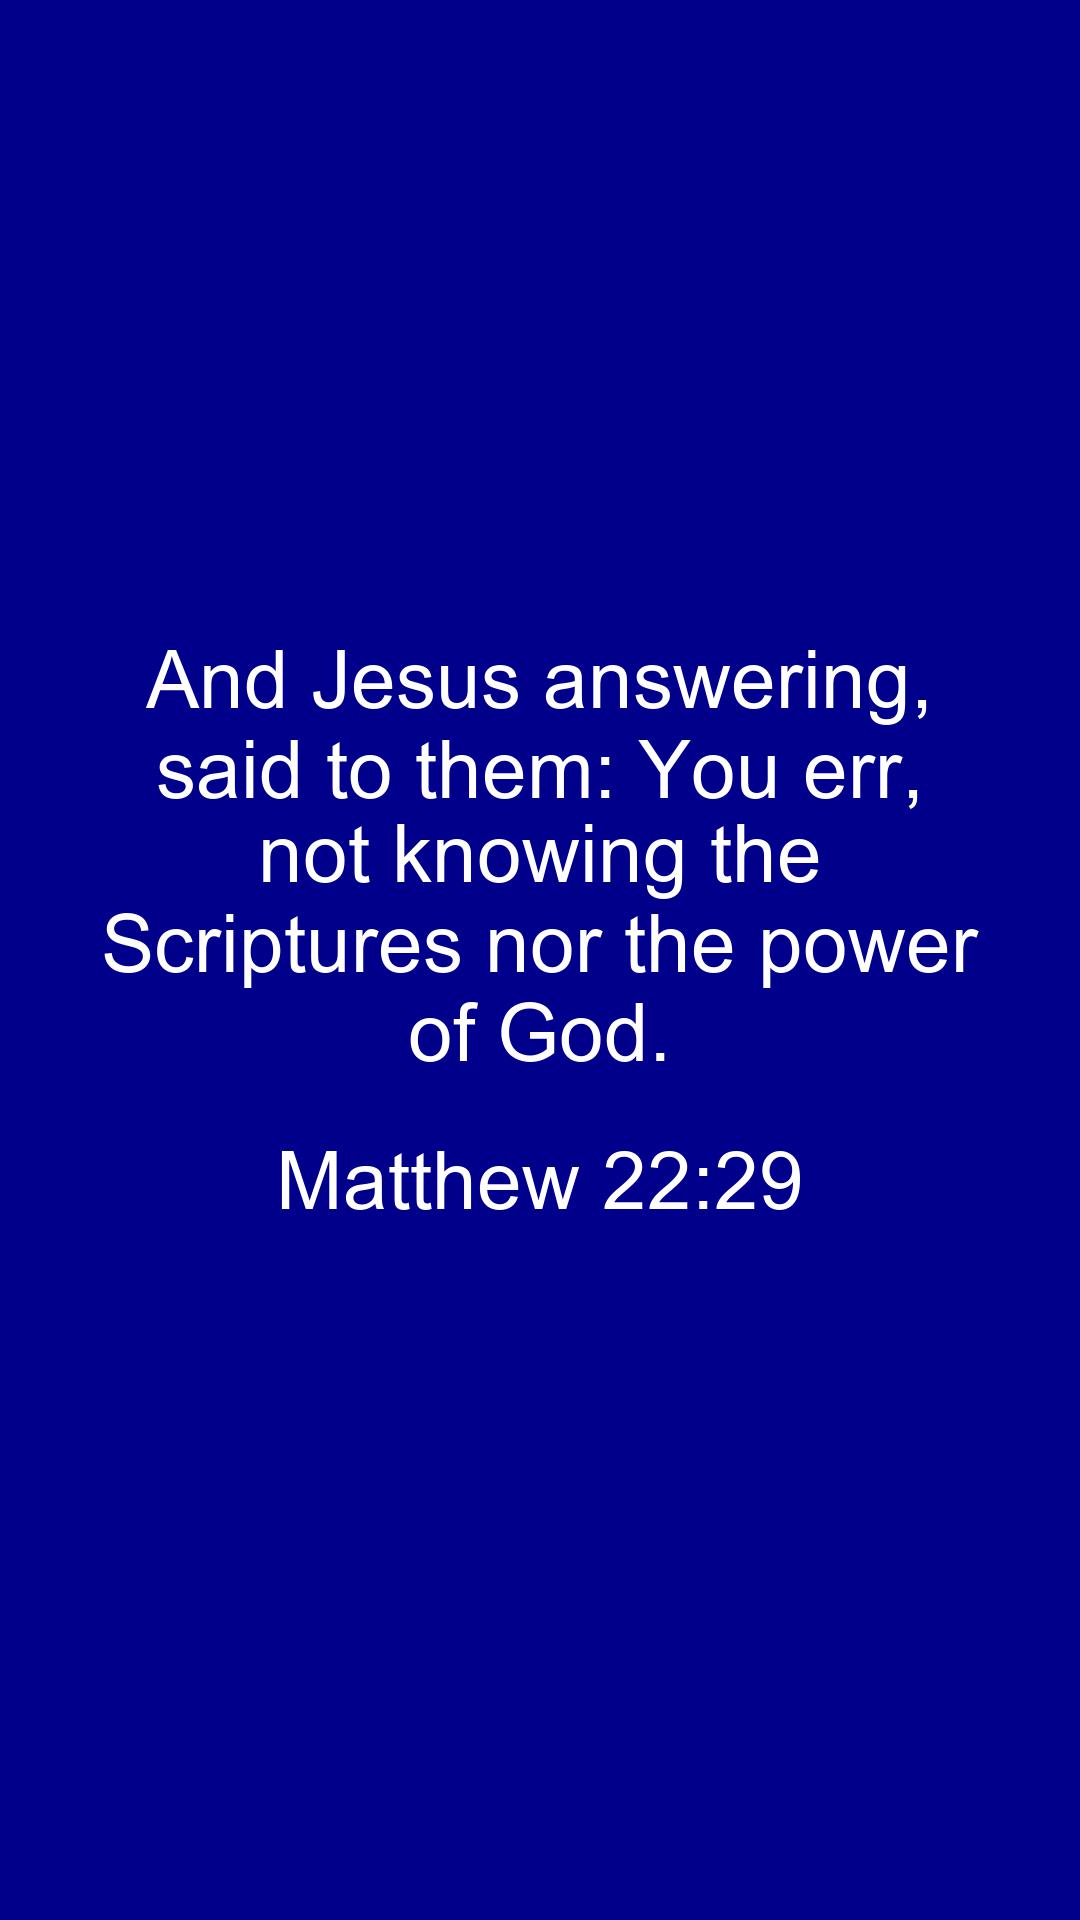 And Jesus answering,
said to them: You err,
not knowing the
Scriptures nor the power
of God.
Matthew 22:29